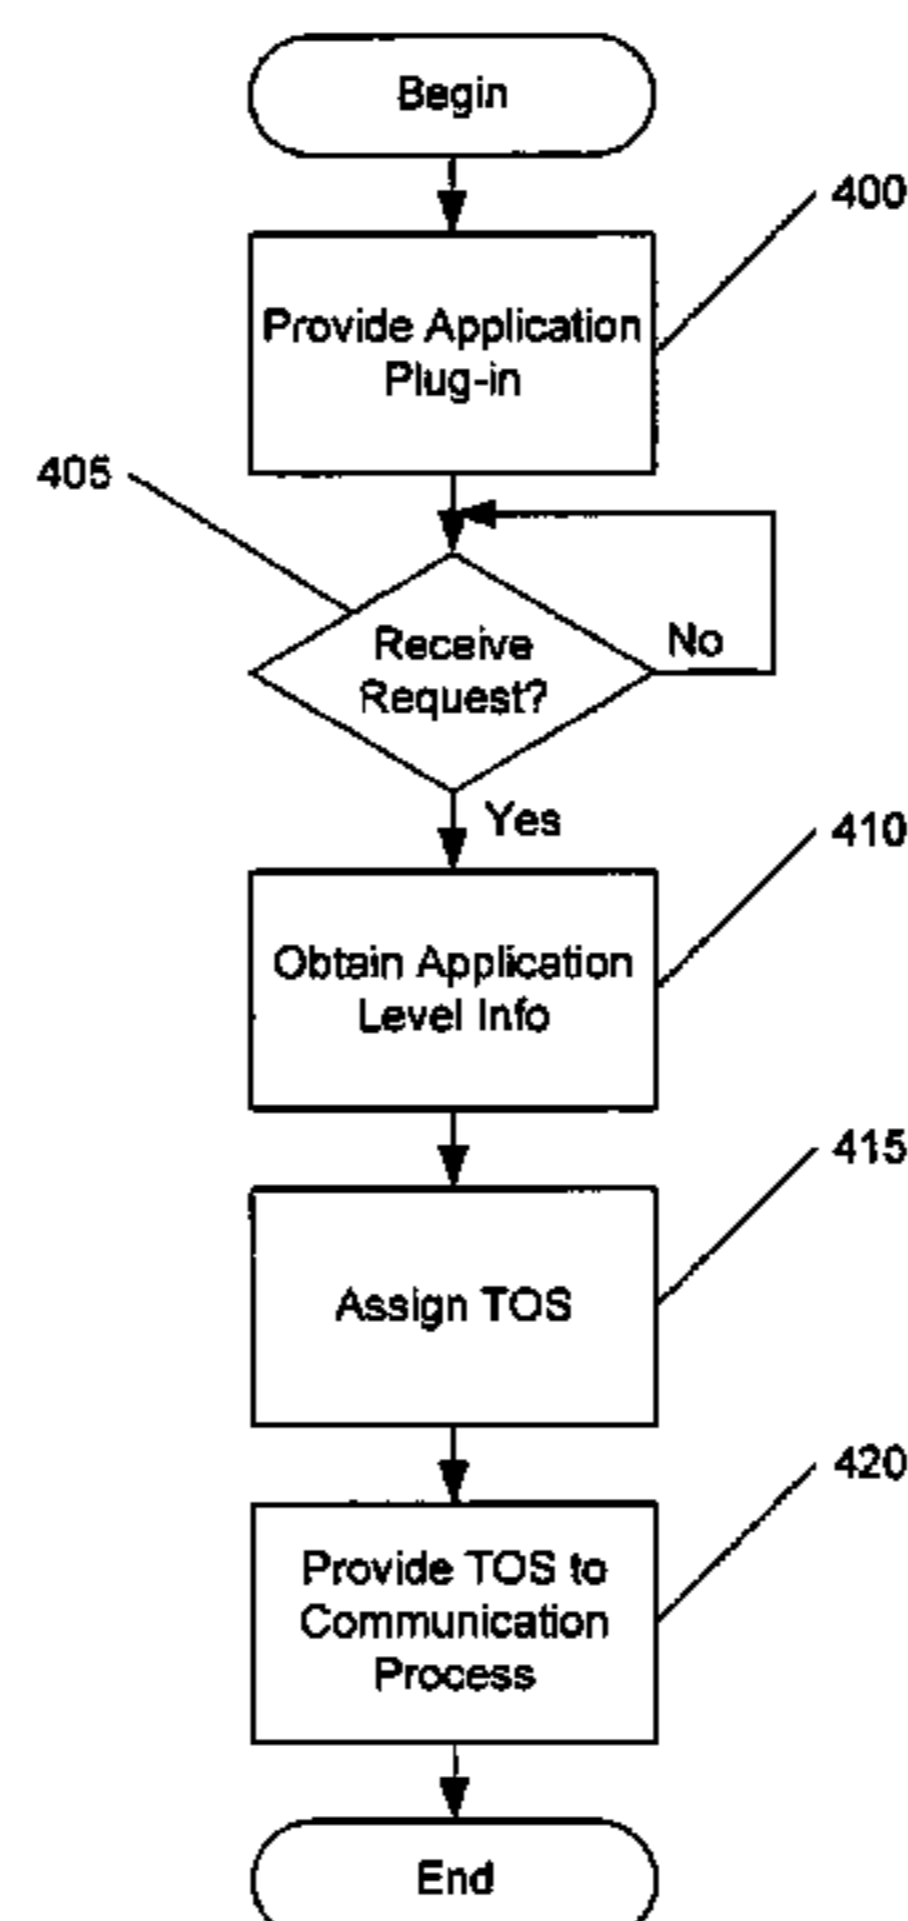 Begin
400
Provide Application
Plug-in
405
Receive
Request?
No
Yes
410
Obtain Application
Level Info
415
Assign TOS
420
Provide TOS to
Communication
Process
End